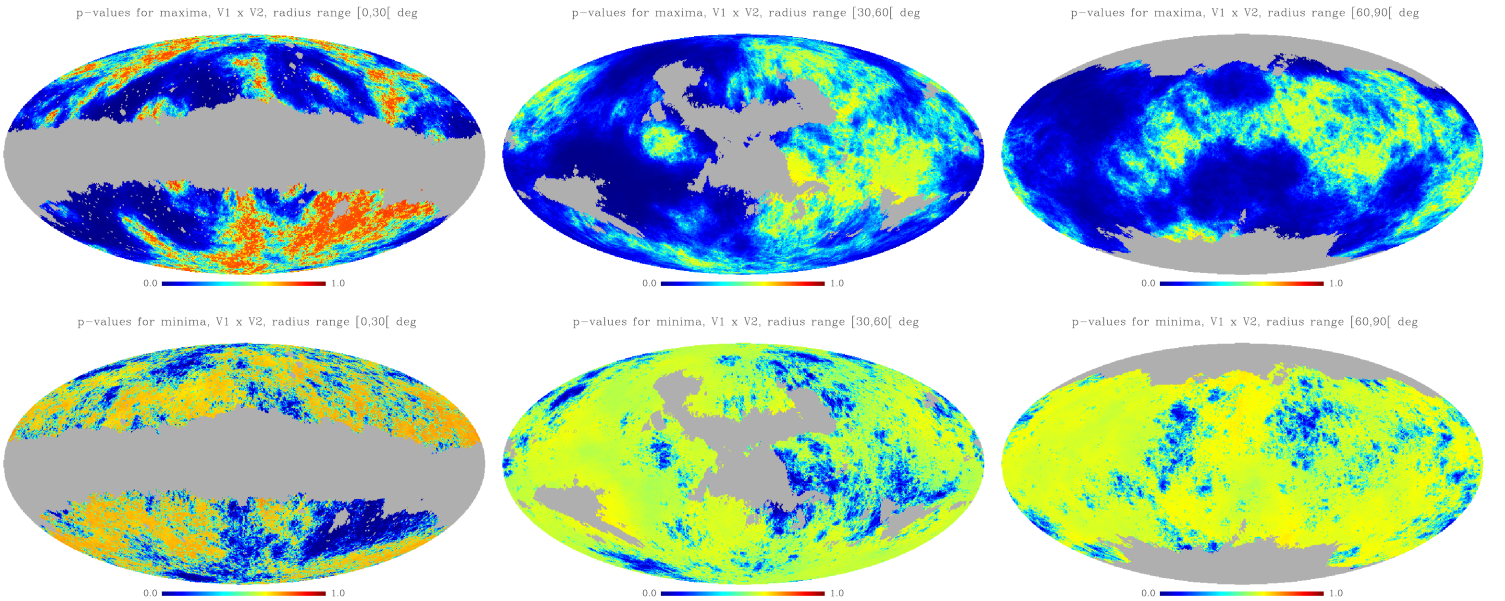 p-values for maxima, V1 x V2, radius range [0,30[ deg
p-values for maxima, V1 x V2, radius range [30,60[ deg
p-values for maxima, V1 x V2, radius range [60,90[ deg
0.0 1.0
0.0 1.0
0.0 1.0
p-values for minima, V1 x V2, radius range [0,30[ deg
p-values for minima, V1 x V2, radius range [30,60[ deg
p-values for minima, V1 x V2, radius range [60,90[ deg
0.0 1.0
0.0 1.0
0.0 1.0